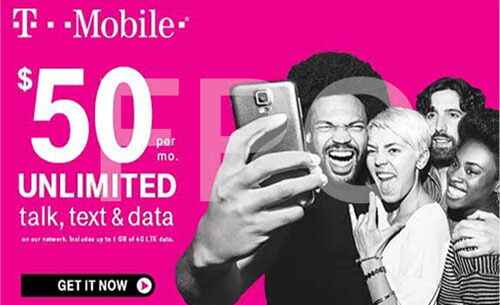 T··Mobile·
$50 per
mo.
UNLIMITED
talk, text & data
on our network. Includes up to 1 GB of 4G LTE data.
GET IT NOW
FPO